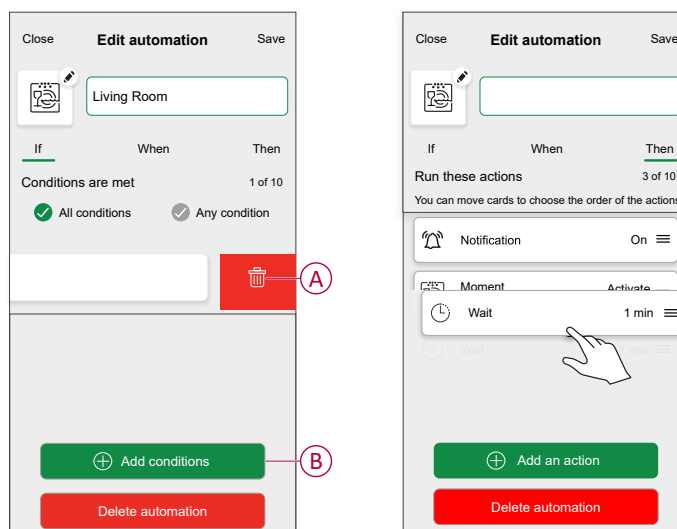 Close Edit automation Save
Living Room
If When Then
Conditions are met 1 of 10
All conditions Any condition
A
Add conditions
B
Delete automation
Close Edit automation Save
If When Then
Run these actions 3 of 10
You can move cards to choose the order of the actions
Notification On
Moment Activate
Wait 1 min
Wait 1 min
Add an action
Delete automation